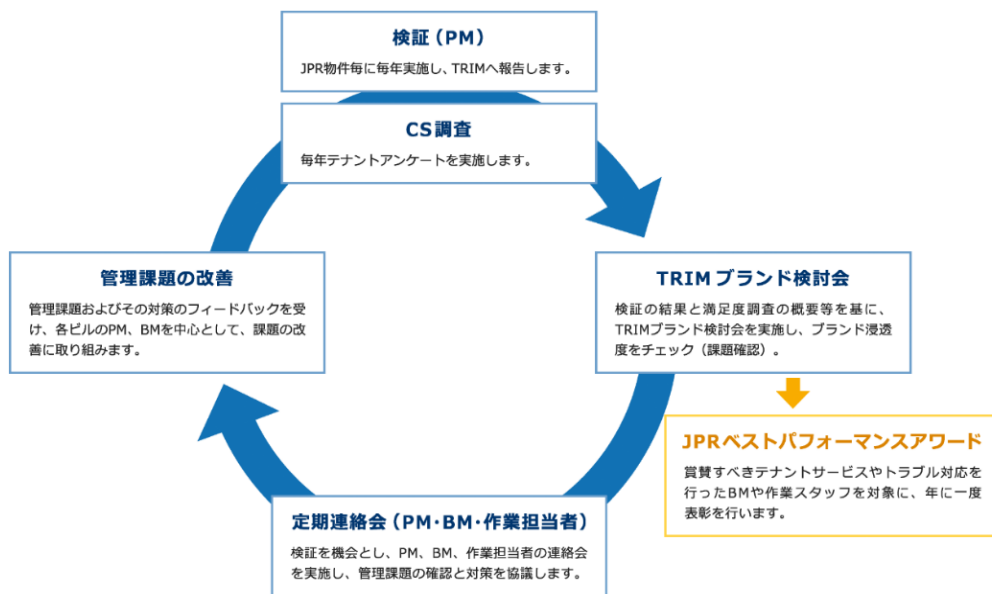 検証（PM）
JPR物件毎に毎年実施し、TRIMへ報告します。
CS調査
毎年テナントアンケートを実施します。
管理課題の改善
管理課題およびその対策のフィードバックを受
け、各ビルのPM、BMを中心として、課題の改
善に取り組みます。
TRIM ブランド検討会
検証の結果と満足度調査の概要等を基に、
TRIMブランド検討会を実施し、ブランド浸透
度をチェック（課題確認）。
JPRベストパフォーマンスアワード
賞賛すべきテナントサービスやトラブル対応を
行ったBMや作業スタッフを対象に、年に一度
表彰を行います。
定期連絡会（PM・BM・作業担当者）
検証を機会とし、PM、BM、作業担当者の連絡会
を実施し、管理課題の確認と対策を協議します。